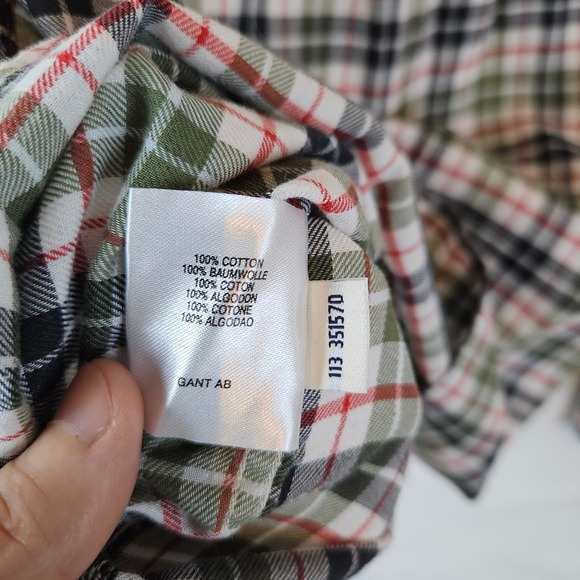 100% COTTON
100% BAUMWOLLE
100% COTON
100% ALGODON
100% COTONE
100% ALGODAO
GANT AB
113 351570